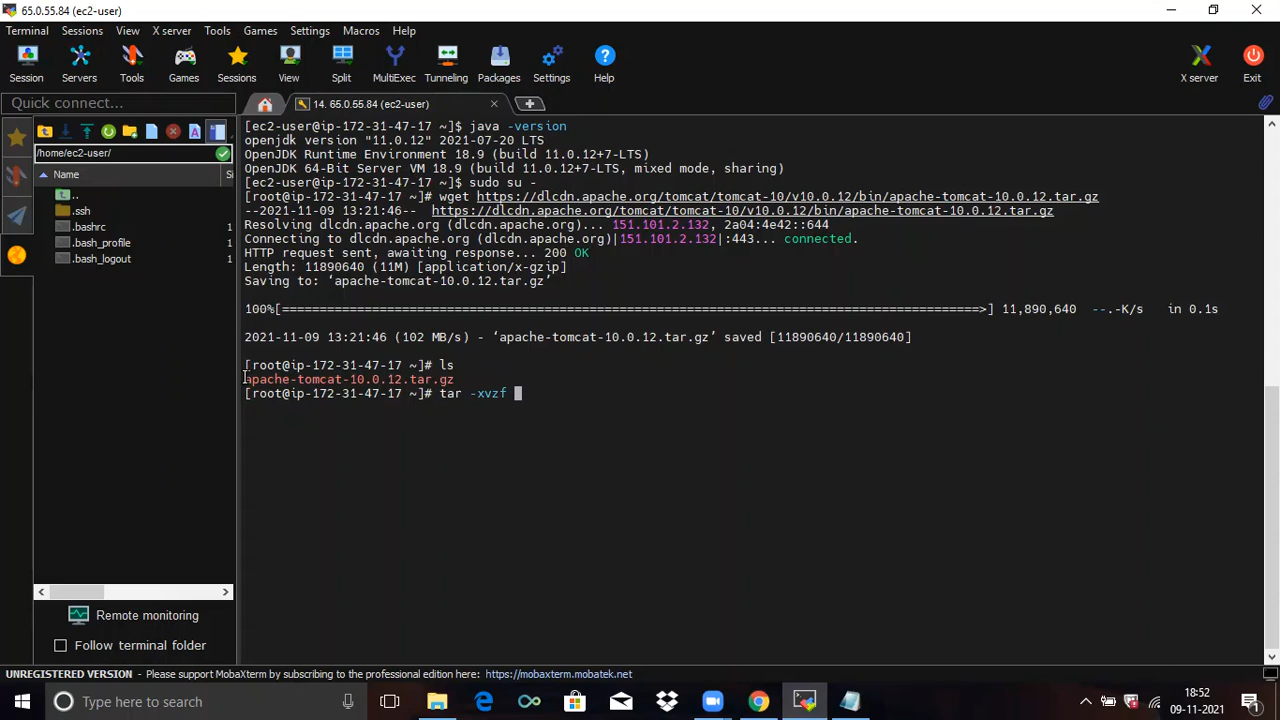 65.0.55.84 (ec2-user)
Terminal Sessions View X server Tools Games Settings Macros Help
Session Servers Tools Games Sessions View Split MultiExec Tunneling Packages Settings Help X server Exit
Quick connect...
14. 65.0.55.84 (ec2-user)
/home/ec2-user/
Name Si
..
.ssh
.bashrc 1
.bash_profile 1
.bash_logout 1
[ec2-user@ip-172-31-47-17 ~]$ java -version
openjdk version "11.0.12" 2021-07-20 LTS
OpenJDK Runtime Environment 18.9 (build 11.0.12+7-LTS)
OpenJDK 64-Bit Server VM 18.9 (build 11.0.12+7-LTS, mixed mode, sharing)
[ec2-user@ip-172-31-47-17 ~]$ sudo su -
[root@ip-172-31-47-17 ~]# wget https://dlcdn.apache.org/tomcat/tomcat-10/v10.0.12/bin/apache-tomcat-10.0.12.tar.gz
--2021-11-09 13:21:46-- https://dlcdn.apache.org/tomcat/tomcat-10/v10.0.12/bin/apache-tomcat-10.0.12.tar.gz
Resolving dlcdn.apache.org (dlcdn.apache.org)... 151.101.2.132, 2a04:4e42::644
Connecting to dlcdn.apache.org (dlcdn.apache.org)|151.101.2.132|:443... connected.
HTTP request sent, awaiting response... 200 OK
Length: 11890640 (11M) [application/x-gzip]
Saving to: ‘apache-tomcat-10.0.12.tar.gz’
100%[==============================================================================================>] 11,890,640 --.-K/s in 0.1s
2021-11-09 13:21:46 (102 MB/s) - ‘apache-tomcat-10.0.12.tar.gz’ saved [11890640/11890640]
[root@ip-172-31-47-17 ~]# ls
apache-tomcat-10.0.12.tar.gz
[root@ip-172-31-47-17 ~]# tar -xvzf
Remote monitoring
Follow terminal folder
UNREGISTERED VERSION - Please support MobaXterm by subscribing to the professional edition here: https://mobaxterm.mobatek.net
Type here to search
18:52
09-11-2021
1